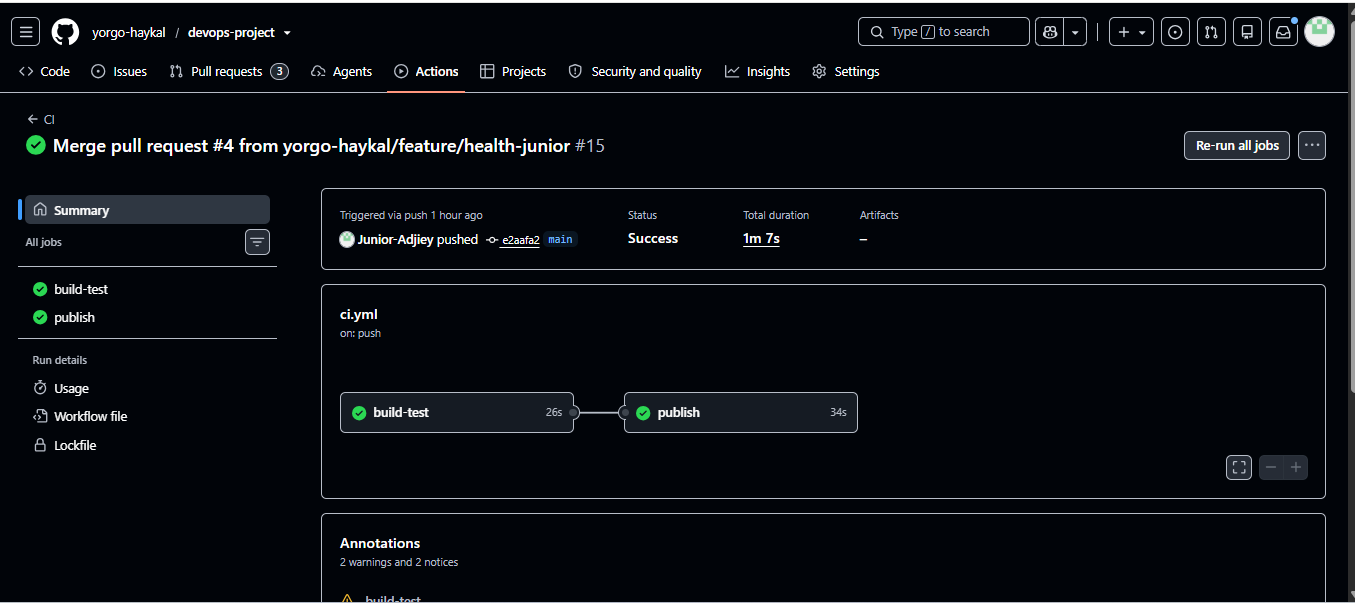 yorgo-haykal / devops-project
Type / to search
Code Issues Pull requests 3 Agents Actions Projects Security and quality Insights Settings
CI
Merge pull request #4 from yorgo-haykal/feature/health-junior #15
Re-run all jobs
Summary
All jobs
build-test
publish
Run details
Usage
Workflow file
Lockfile
Triggered via push 1 hour ago
Junior-Adjiey pushed e2aafa2 main
Status
Success
Total duration
1m 7s
Artifacts
–
ci.yml
on: push
build-test 26s
publish 34s
Annotations
2 warnings and 2 notices
build-test